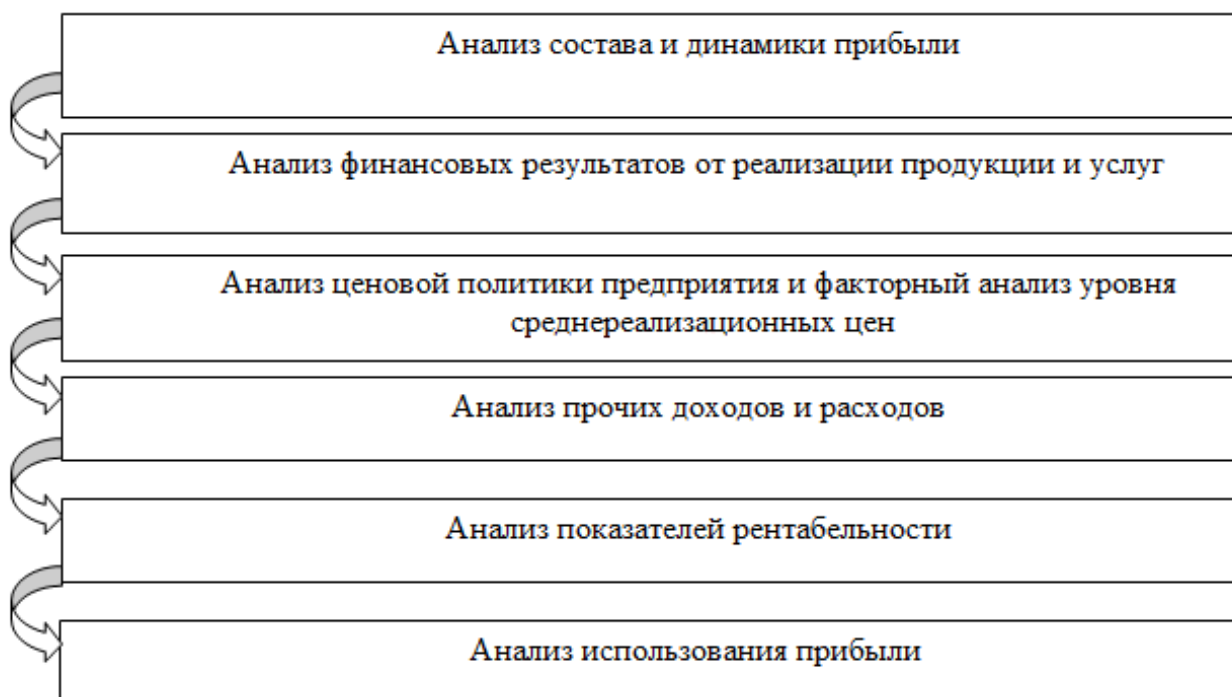 Анализ состава и динамики прибыли
Анализ финансовых результатов от реализации продукции и услуг
Анализ ценовой политики предприятия и факторный анализ уровня
среднереализационных цен
Анализ прочих доходов и расходов
Анализ показателей рентабельности
Анализ использования прибыли